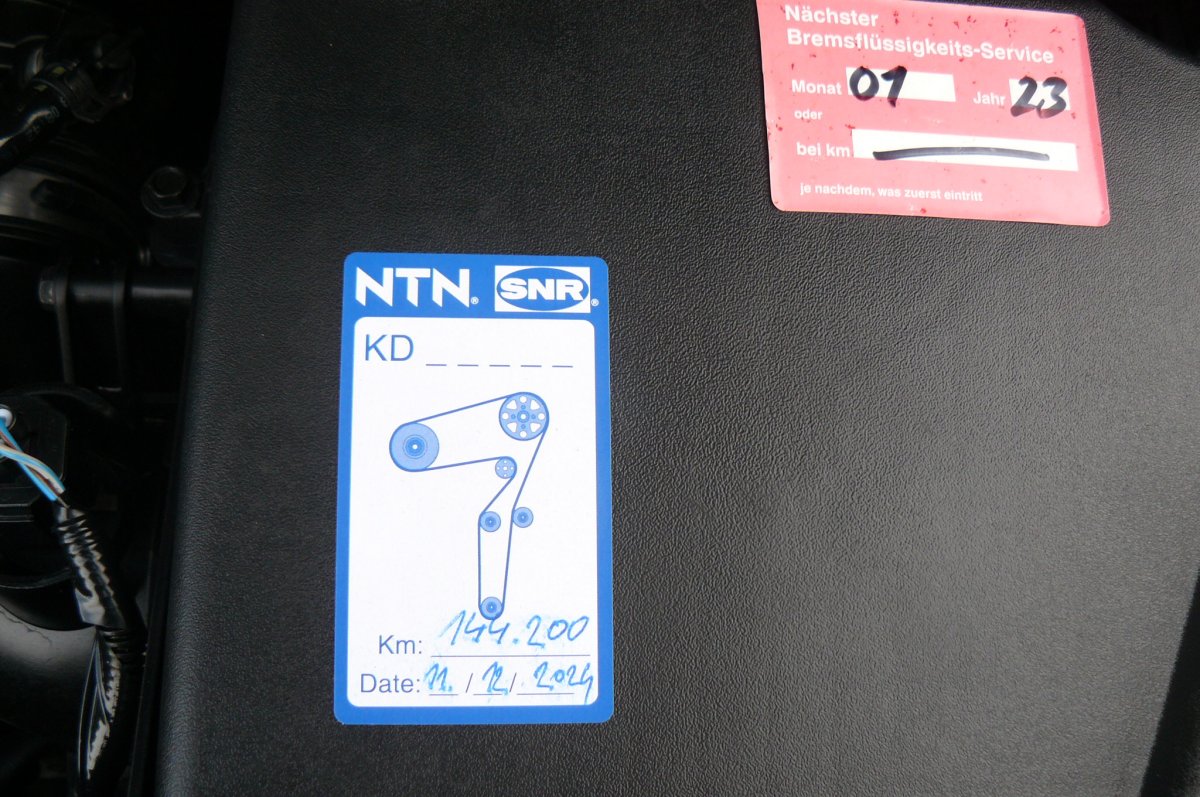 Nächster
Bremsflüssigkeits-Service
Monat 01 Jahr 23
oder
bei km
je nachdem, was zuerst eintritt
NTN® SNR®
KD _ _ _ _ _
Km: 144.200
Date: 11. / 12 / 2024